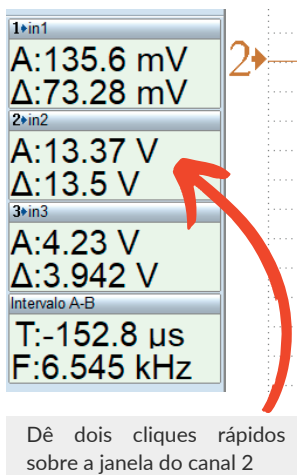 1♦in1
A:135.6 mV
Δ:73.28 mV
2♦in2
A:13.37 V
Δ:13.5 V
3♦in3
A:4.23 V
Δ:3.942 V
Intervalo A-B
T:-152.8 µs
F:6.545 kHz
2
Dê dois cliques rápidos
sobre a janela do canal 2